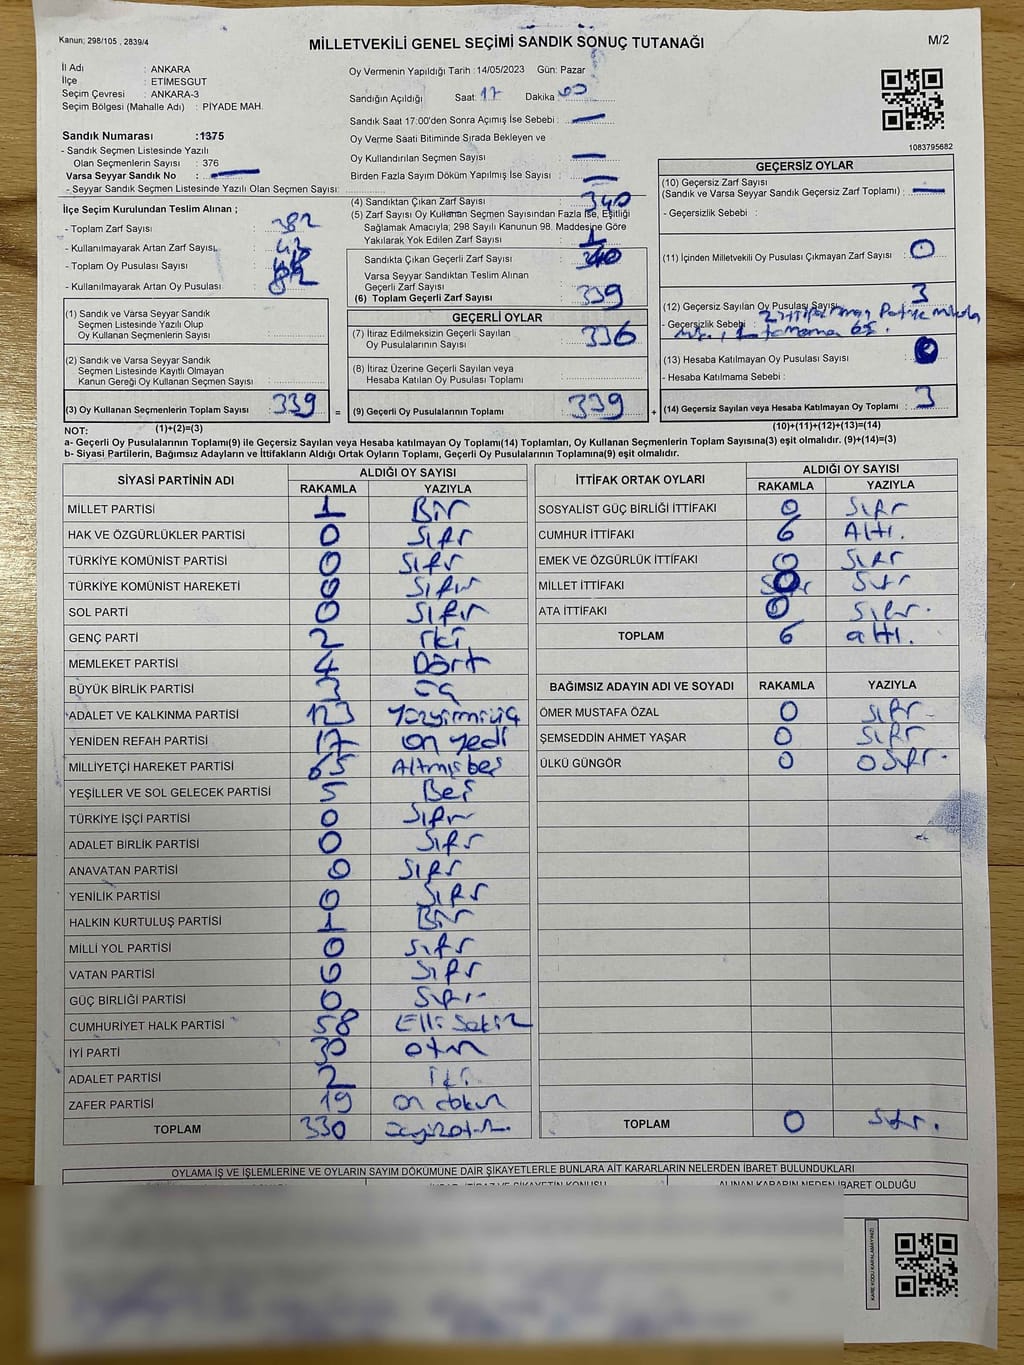 Kanun; 298/105 , 2839/4
MİLLETVEKİLİ GENEL SEÇİMİ SANDIK SONUÇ TUTANAĞI
M/2
İl Adı : ANKARA
İlçe : ETİMESGUT
Seçim Çevresi : ANKARA-3
Seçim Bölgesi (Mahalle Adı) : PİYADE MAH.
Sandık Numarası :1375
- Sandık Seçmen Listesinde Yazılı
Olan Seçmenlerin Sayısı : 376
Varsa Seyyar Sandık No :
- Seyyar Sandık Seçmen Listesinde Yazılı Olan Seçmen Sayısı:
Oy Vermenin Yapıldığı Tarih :14/05/2023 Gün: Pazar
Sandığın Açıldığı Saat: 17 Dakika
Sandık Saat 17:00'den Sonra Açımış İse Sebebi :
Oy Verme Saati Bitiminde Sırada Bekleyen ve
Oy Kullandırılan Seçmen Sayısı :
Birden Fazla Sayım Döküm Yapılmış İse Sayısı :
1083795682
İlçe Seçim Kurulundan Teslim Alınan ;
- Toplam Zarf Sayısı : 382
- Kullanılmayarak Artan Zarf Sayısı :
- Toplam Oy Pusulası Sayısı :
- Kullanılmayarak Artan Oy Pusulası :
(1) Sandık ve Varsa Seyyar Sandık
Seçmen Listesinde Yazılı Olup
Oy Kullanan Seçmenlerin Sayısı :
(2) Sandık ve Varsa Seyyar Sandık
Seçmen Listesinde Kayıtlı Olmayan
Kanun Gereği Oy Kullanan Seçmen Sayısı :
(3) Oy Kullanan Seçmenlerin Toplam Sayısı : 339
(1)+(2)=(3)
(4) Sandıktan Çıkan Zarf Sayısı : 340
(5) Zarf Sayısı Oy Kullanan Seçmen Sayısından Fazla İse, Eşitliği
Sağlamak Amacıyla; 298 Sayılı Kanunun 98. Maddesine Göre
Yakılarak Yok Edilen Zarf Sayısı : 1
Sandıkta Çıkan Geçerli Zarf Sayısı : 340
Varsa Seyyar Sandıktan Teslim Alınan
Geçerli Zarf Sayısı :
(6) Toplam Geçerli Zarf Sayısı : 339
GEÇERLİ OYLAR
(7) İtiraz Edilmeksizin Geçerli Sayılan
Oy Pusulalarının Sayısı : 336
(8) İtiraz Üzerine Geçerli Sayılan veya
Hesaba Katılan Oy Pusulası Toplamı :
= (9) Geçerli Oy Pusulalarının Toplamı : 339 +
GEÇERSİZ OYLAR
(10) Geçersiz Zarf Sayısı
(Sandık ve Varsa Seyyar Sandık Geçersiz Zarf Toplamı) :
- Geçersizlik Sebebi :
(11) İçinden Milletvekili Oy Pusulası Çıkmayan Zarf Sayısı : 0
(12) Geçersiz Sayılan Oy Pusulası Sayısı : 3
- Geçersizlik Sebebi :
(13) Hesaba Katılmayan Oy Pusulası Sayısı :
- Hesaba Katılmama Sebebi :
(14) Geçersiz Sayılan veya Hesaba Katılmayan Oy Toplamı : 3
(10)+(11)+(12)+(13)=(14)
NOT:
a- Geçerli Oy Pusulalarının Toplamı(9) ile Geçersiz Sayılan veya Hesaba katılmayan Oy Toplamı(14) Toplamları, Oy Kullanan Seçmenlerin Toplam Sayısına(3) eşit olmalıdır. (9)+(14)=(3)
b- Siyasi Partilerin, Bağımsız Adayların ve İttifakların Aldığı Ortak Oyların Toplamı, Geçerli Oy Pusulalarının Toplamına(9) eşit olmalıdır.
SİYASİ PARTİNİN ADI ALDIĞI OY SAYISI
RAKAMLA YAZIYLA
MİLLET PARTİSİ 1 Bir
HAK VE ÖZGÜRLÜKLER PARTİSİ 0 Sıfır
TÜRKİYE KOMÜNİST PARTİSİ 0 Sıfır
TÜRKİYE KOMÜNİST HAREKETİ 0 Sıfır
SOL PARTİ 0 Sıfır
GENÇ PARTİ 2 iki
MEMLEKET PARTİSİ 4 Dört
BÜYÜK BİRLİK PARTİSİ 3 üç
ADALET VE KALKINMA PARTİSİ 123 Yüzyirmiüç
YENİDEN REFAH PARTİSİ 17 on yedi
MİLLİYETÇİ HAREKET PARTİSİ 65 Altmışbeş
YEŞİLLER VE SOL GELECEK PARTİSİ 5 Beş
TÜRKİYE İŞÇİ PARTİSİ 0 Sıfır
ADALET BİRLİK PARTİSİ 0 Sıfır
ANAVATAN PARTİSİ 0 Sıfır
YENİLİK PARTİSİ 0 Sıfır
HALKIN KURTULUŞ PARTİSİ 1 Bir
MİLLİ YOL PARTİSİ 0 Sıfır
VATAN PARTİSİ 0 Sıfır
GÜÇ BİRLİĞİ PARTİSİ 0 Sıfır
CUMHURİYET HALK PARTİSİ 58 Elli Sekiz
İYİ PARTİ 30 otuz
ADALET PARTİSİ 2 iki
ZAFER PARTİSİ 19 on dokuz
TOPLAM 330 üçyüzotuz
İTTİFAK ORTAK OYLARI ALDIĞI OY SAYISI
RAKAMLA YAZIYLA
SOSYALİST GÜÇ BİRLİĞİ İTTİFAKI 0 Sıfır
CUMHUR İTTİFAKI 6 Altı.
EMEK VE ÖZGÜRLÜK İTTİFAKI 0 Sıfır
MİLLET İTTİFAKI 0 Sıfır
ATA İTTİFAKI 0 Sıfır.
TOPLAM 6 altı.
BAĞIMSIZ ADAYIN ADI VE SOYADI RAKAMLA YAZIYLA
ÖMER MUSTAFA ÖZAL 0 Sıfır
ŞEMSEDDİN AHMET YAŞAR 0 Sıfır
ÜLKÜ GÜNGÖR 0 Sıfır.
TOPLAM 0 Sıfır.
OYLAMA İŞ VE İŞLEMLERİNE VE OYLARIN SAYIM DÖKÜMÜNE DAİR ŞİKAYETLERLE BUNLARA AİT KARARLARIN NELERDEN İBARET BULUNDUKLARI
ALINAN KARARIN NEDEN İBARET OLDUĞU